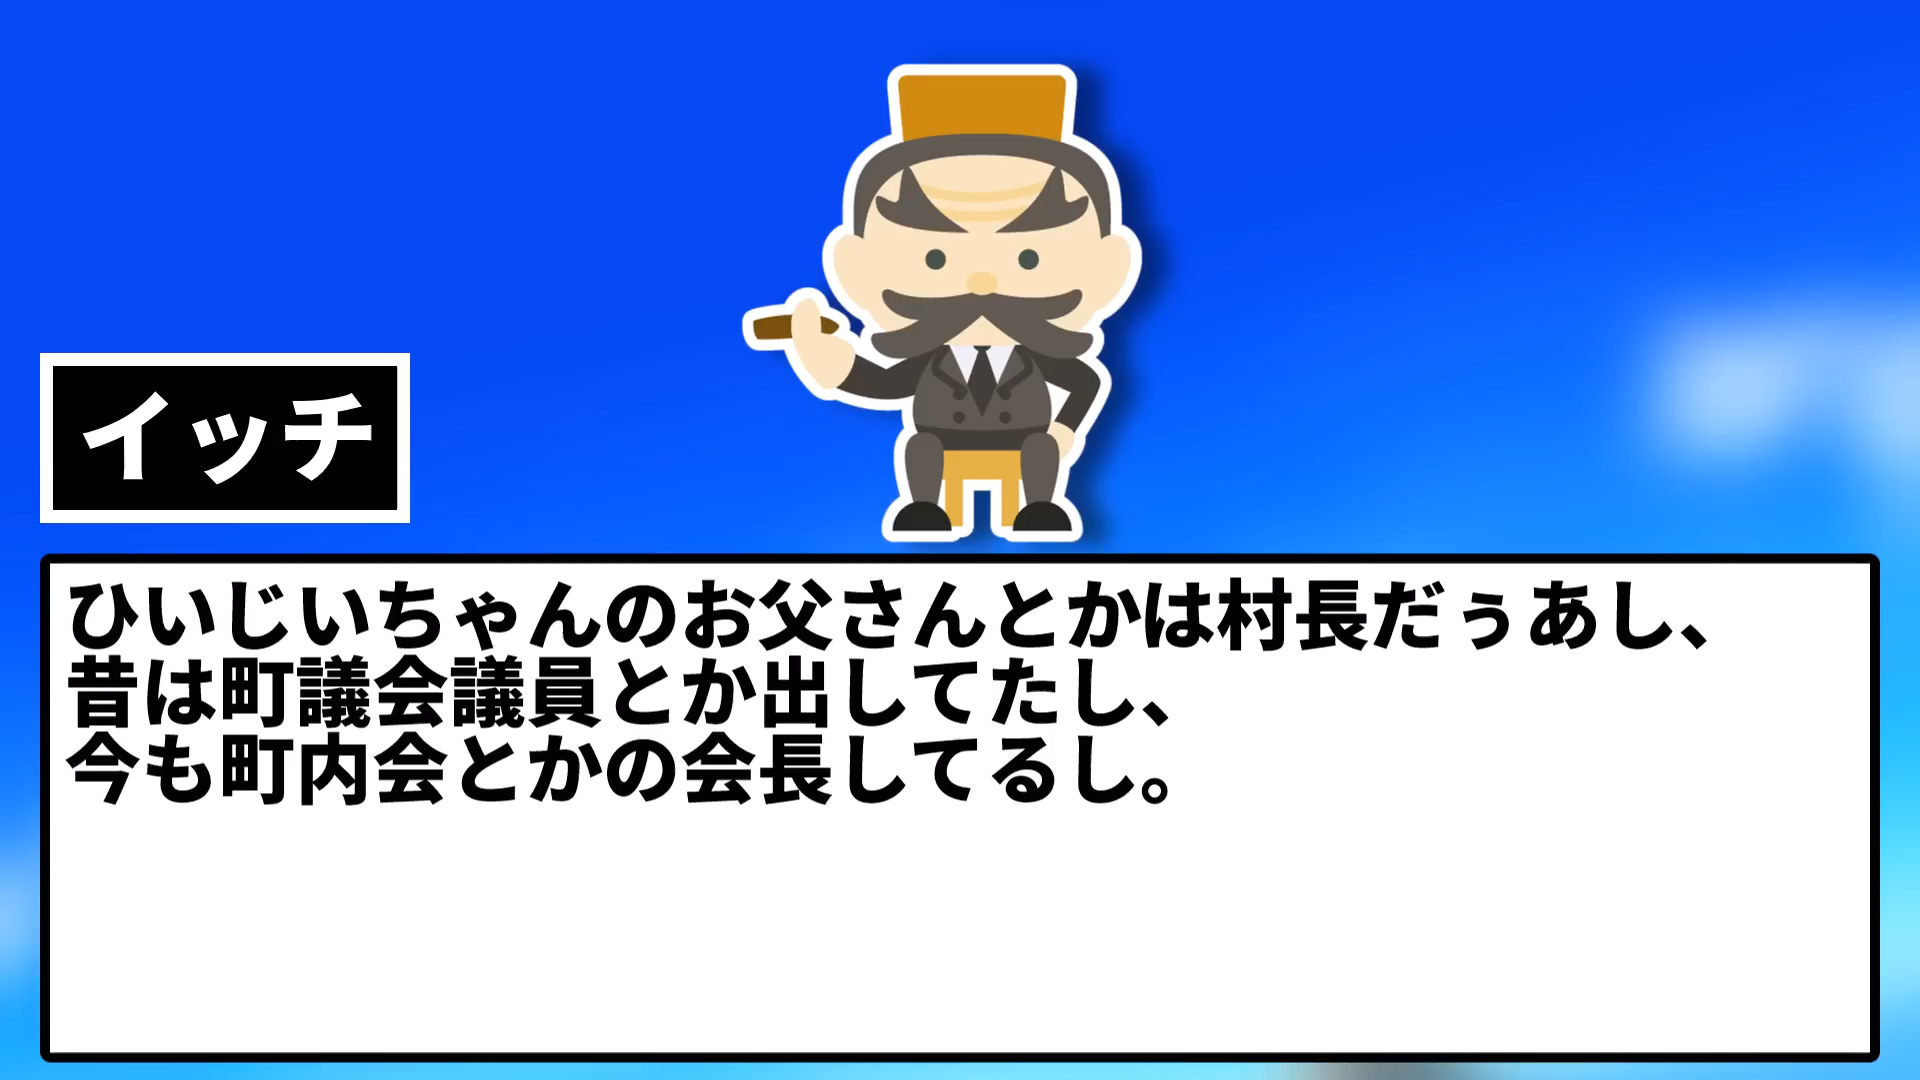 イッチ
ひいじいちゃんのお父さんとかは村長だぅあし、
昔は町議会議員とか出してたし、
今も町内会とかの会長してるし。